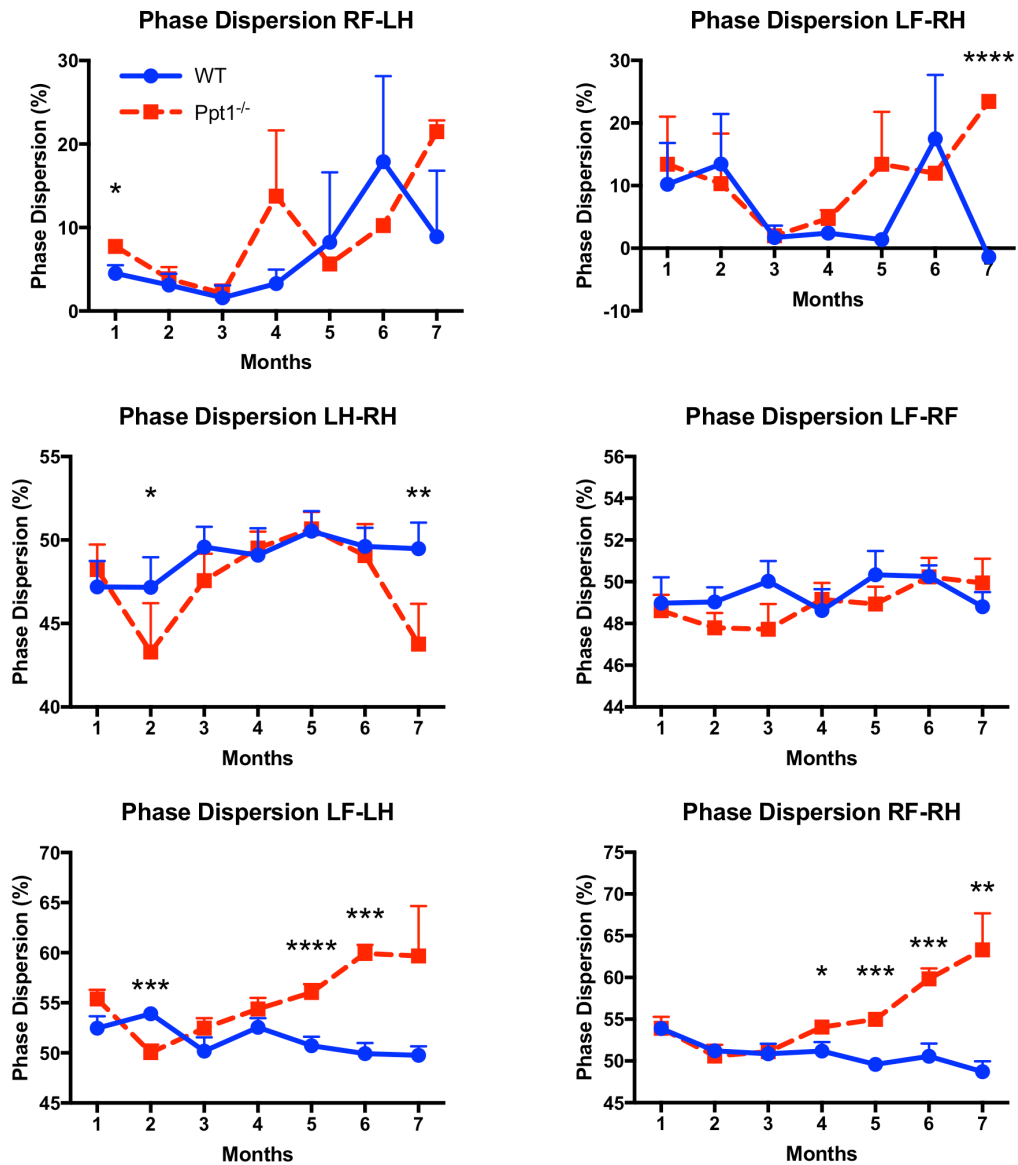 Phase Dispersion RF-LH
Phase Dispersion (%)
30
20
10
0
WT
Ppt1-/-
*
1 2 3 4 5 6 7
Months
Phase Dispersion LF-RH
Phase Dispersion (%)
30
20
10
0
-10
****
1 2 3 4 5 6 7
Months
Phase Dispersion LH-RH
Phase Dispersion (%)
55
50
45
40
* **
1 2 3 4 5 6 7
Months
Phase Dispersion LF-RF
Phase Dispersion (%)
56
54
52
50
48
46
44
1 2 3 4 5 6 7
Months
Phase Dispersion LF-LH
Phase Dispersion (%)
70
65
60
55
50
45
***
****
***
1 2 3 4 5 6 7
Months
Phase Dispersion RF-RH
Phase Dispersion (%)
75
70
65
60
55
50
45
*
***
***
**
1 2 3 4 5 6 7
Months